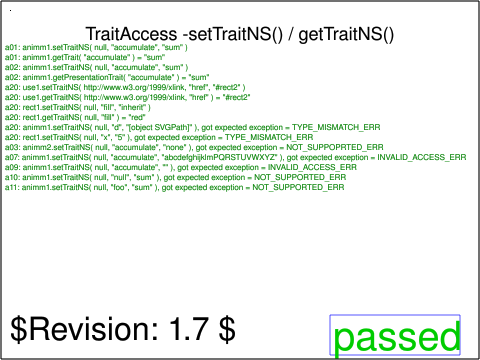 TraitAccess -setTraitNS() / getTraitNS()
a01: animm1.setTraitNS( null, "accumulate", "sum" )
a01: animm1.getTrait( "accumulate" ) = "sum"
a02: animm1.setTraitNS( null, "accumulate", "sum" )
a02: animm1.getPresentationTrait( "accumulate" ) = "sum"
a20: use1.setTraitNS( http://www.w3.org/1999/xlink, "href", "#rect2" )
a20: use1.getTraitNS( http://www.w3.org/1999/xlink, "href" ) = "#rect2"
a20: rect1.setTraitNS( null, "fill", "inherit" )
a20: rect1.getTraitNS( null, "fill" ) = "red"
a20: animm1.setTraitNS( null, "d", "[object SVGPath]" ), got expected exception = TYPE_MISMATCH_ERR
a20: rect1.setTraitNS( null, "x", "5" ), got expected exception = TYPE_MISMATCH_ERR
a03: animm2.setTraitNS( null, "accumulate", "none" ), got expected exception = NOT_SUPPOPRTED_ERR
a07: animm1.setTraitNS( null, "accumulate", "abcdefghijklmPQRSTUVWXYZ" ), got expected exception = INVALID_ACCESS_ERR
a09: animm1.setTraitNS( null, "accumulate", "" ), got expected exception = INVALID_ACCESS_ERR
a10: animm1.setTraitNS( null, "null", "sum" ), got expected exception = NOT_SUPPORTED_ERR
a11: animm1.setTraitNS( null, "foo", "sum" ), got expected exception = NOT_SUPPORTED_ERR
$Revision: 1.7 $
passed